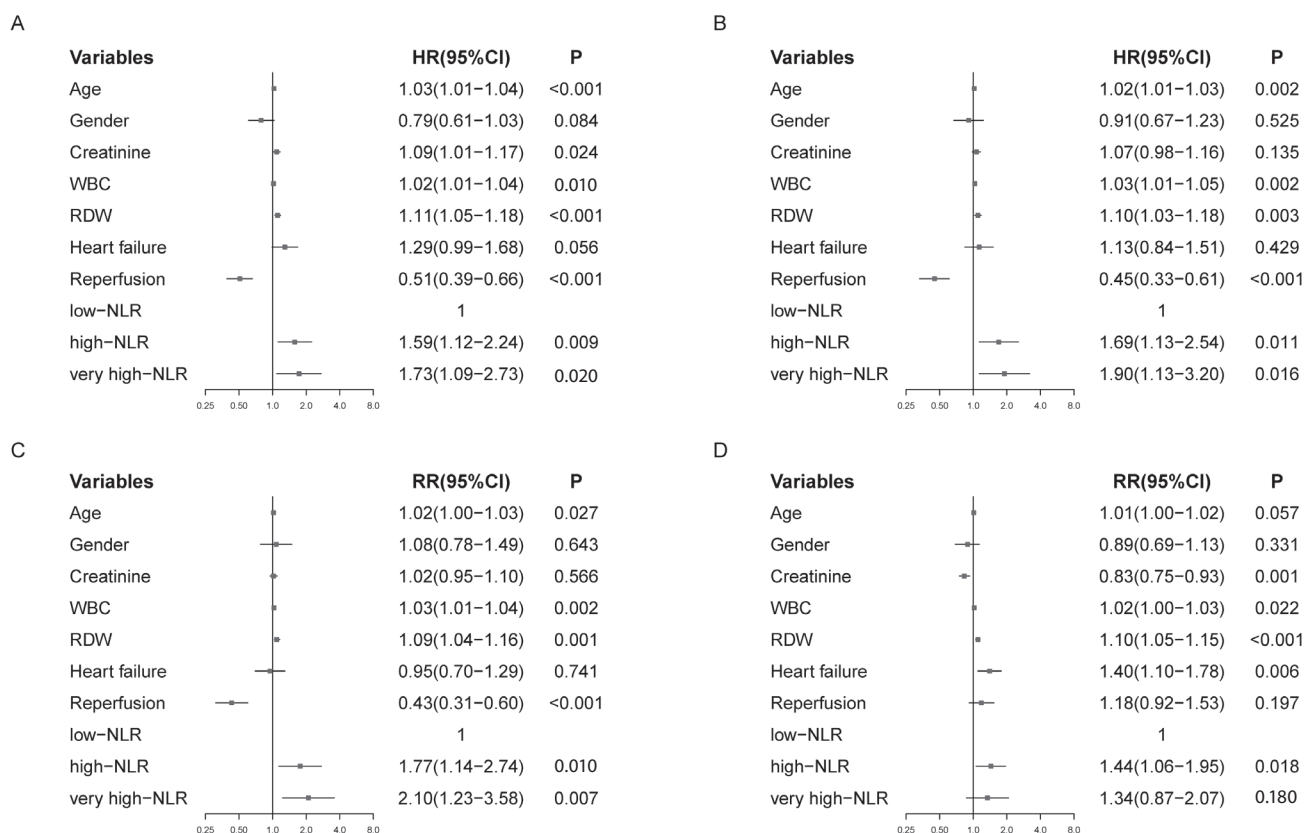 A
Variables HR(95%CI) P
Age 1.03(1.01−1.04) <0.001
Gender 0.79(0.61−1.03) 0.084
Creatinine 1.09(1.01−1.17) 0.024
WBC 1.02(1.01−1.04) 0.010
RDW 1.11(1.05−1.18) <0.001
Heart failure 1.29(0.99−1.68) 0.056
Reperfusion 0.51(0.39−0.66) <0.001
low−NLR 1
high−NLR 1.59(1.12−2.24) 0.009
very high−NLR 1.73(1.09−2.73) 0.020
0.25 0.50 1.0 2.0 4.0 8.0
B
Variables HR(95%CI) P
Age 1.02(1.01−1.03) 0.002
Gender 0.91(0.67−1.23) 0.525
Creatinine 1.07(0.98−1.16) 0.135
WBC 1.03(1.01−1.05) 0.002
RDW 1.10(1.03−1.18) 0.003
Heart failure 1.13(0.84−1.51) 0.429
Reperfusion 0.45(0.33−0.61) <0.001
low−NLR 1
high−NLR 1.69(1.13−2.54) 0.011
very high−NLR 1.90(1.13−3.20) 0.016
0.25 0.50 1.0 2.0 4.0 8.0
C
Variables RR(95%CI) P
Age 1.02(1.00−1.03) 0.027
Gender 1.08(0.78−1.49) 0.643
Creatinine 1.02(0.95−1.10) 0.566
WBC 1.03(1.01−1.04) 0.002
RDW 1.09(1.04−1.16) 0.001
Heart failure 0.95(0.70−1.29) 0.741
Reperfusion 0.43(0.31−0.60) <0.001
low−NLR 1
high−NLR 1.77(1.14−2.74) 0.010
very high−NLR 2.10(1.23−3.58) 0.007
0.25 0.50 1.0 2.0 4.0 8.0
D
Variables RR(95%CI) P
Age 1.01(1.00−1.02) 0.057
Gender 0.89(0.69−1.13) 0.331
Creatinine 0.83(0.75−0.93) 0.001
WBC 1.02(1.00−1.03) 0.022
RDW 1.10(1.05−1.15) <0.001
Heart failure 1.40(1.10−1.78) 0.006
Reperfusion 1.18(0.92−1.53) 0.197
low−NLR 1
high−NLR 1.44(1.06−1.95) 0.018
very high−NLR 1.34(0.87−2.07) 0.180
0.25 0.50 1.0 2.0 4.0 8.0